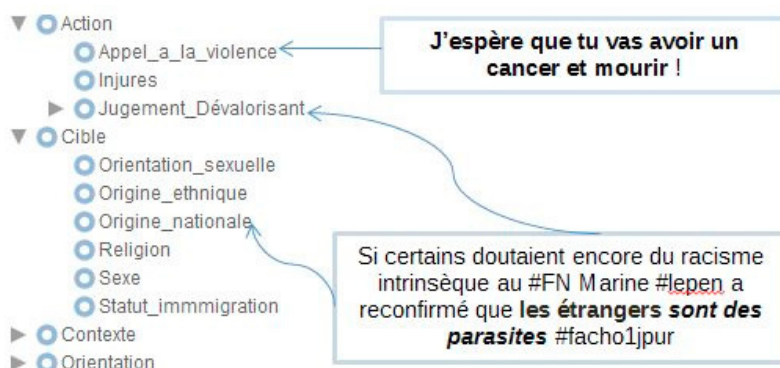 Action
Appel_a_la_violence
Injures
Jugement_Dévalorisant
Cible
Orientation_sexuelle
Origine_ethnique
Origine_nationale
Religion
Sexe
Statut_immmigration
Contexte
Orientation
J'espère que tu vas avoir un
cancer et mourir !
Si certains doutaient encore du racisme
intrinsèque au #FN Marine #lepen a
reconfirmé que les étrangers sont des
parasites #facho1jpur